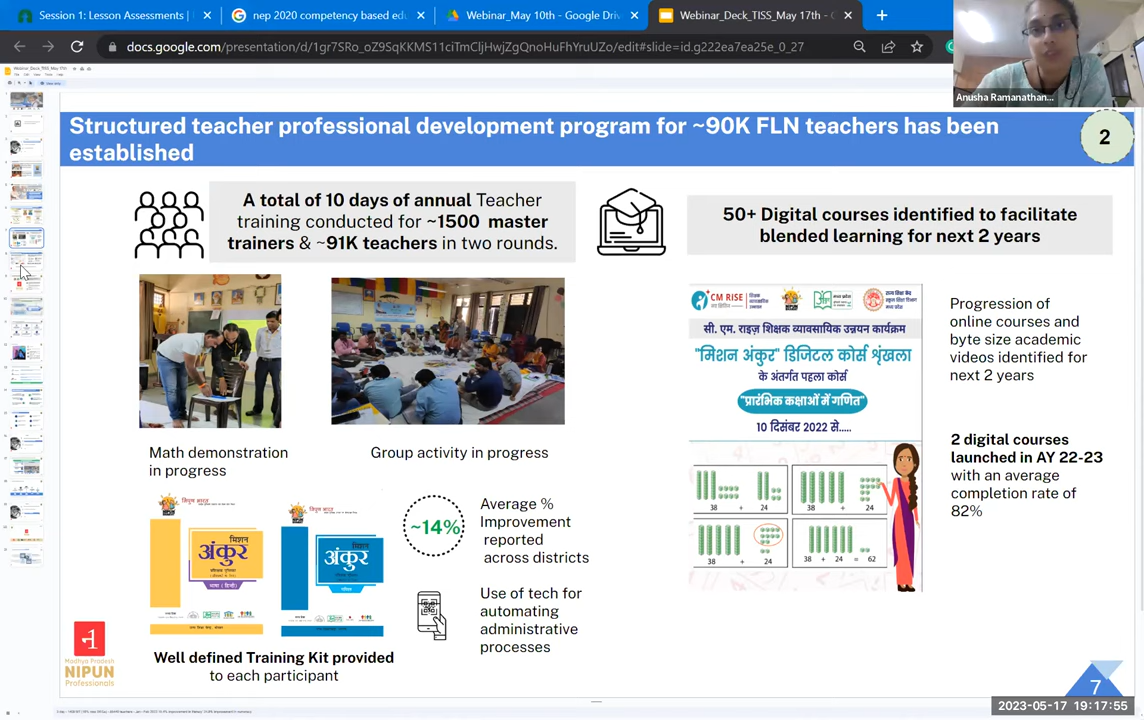 Session 1: Lesson Assessments |
nep 2020 competency based edu
Webinar_May 10th - Google Driv
Webinar_Deck_TISS_May 17th - G
docs.google.com/presentation/d/1gr7SRo_oZ9SqKKMS11ciTmCljHwjZgQnoHuFhYruUZo/edit#slide=id.g222ea7ea25e_0_27
Anusha Ramanathan...
Structured teacher professional development program for ~90K FLN teachers has been
established
2
A total of 10 days of annual Teacher
training conducted for ~1500 master
trainers & ~91K teachers in two rounds.
50+ Digital courses identified to facilitate
blended learning for next 2 years
Math demonstration
in progress
Group activity in progress
मिशन
अंकुर
भाषा (हिन्दी)
मिशन
अंकुर
गणित
Well defined Training Kit provided
to each participant
~14%
Average %
Improvement
reported
across districts
Use of tech for
automating
administrative
processes
CM RISE
सी. एम. राइज़ शिक्षक व्यावसायिक उन्नयन कार्यक्रम
"मिशन अंकुर" डिजिटल कोर्स शृंखला
के अंतर्गत पहला कोर्स
"प्रारंभिक कक्षाओं में गणित"
10 दिसंबर 2022 से.....
38 + 24
38 + 24
38 + 24
38 + 24 = 62
Progression of
online courses and
byte size academic
videos identified for
next 2 years
2 digital courses
launched in AY 22-23
with an average
completion rate of
82%
Madhya Pradesh
NIPUN
Professionals
7
2023-05-17 19:17:55